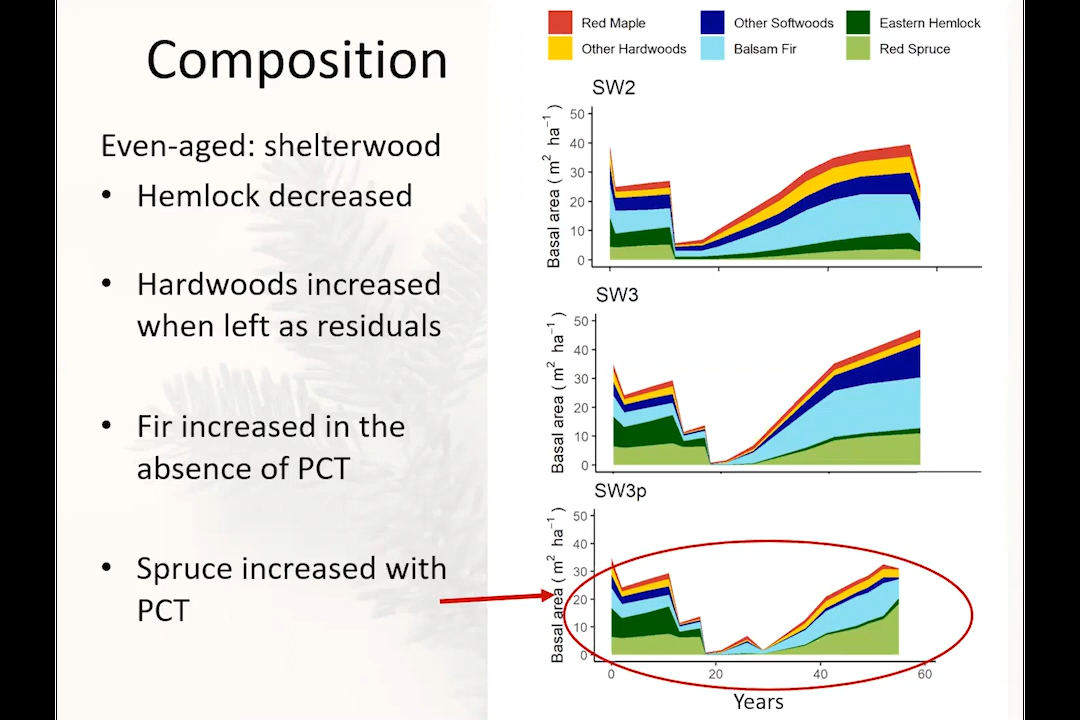 Composition
Even-aged: shelterwood
• Hemlock decreased
• Hardwoods increased
when left as residuals
• Fir increased in the
absence of PCT
• Spruce increased with
PCT
Red Maple
Other Softwoods
Eastern Hemlock
Other Hardwoods
Balsam Fir
Red Spruce
SW2
Basal area ( m² ha⁻¹ )
50
40
30
20
10
0
SW3
Basal area ( m² ha⁻¹ )
50
40
30
20
10
0
SW3p
Basal area ( m² ha⁻¹ )
50
40
30
20
10
0
0 20 40 60
Years